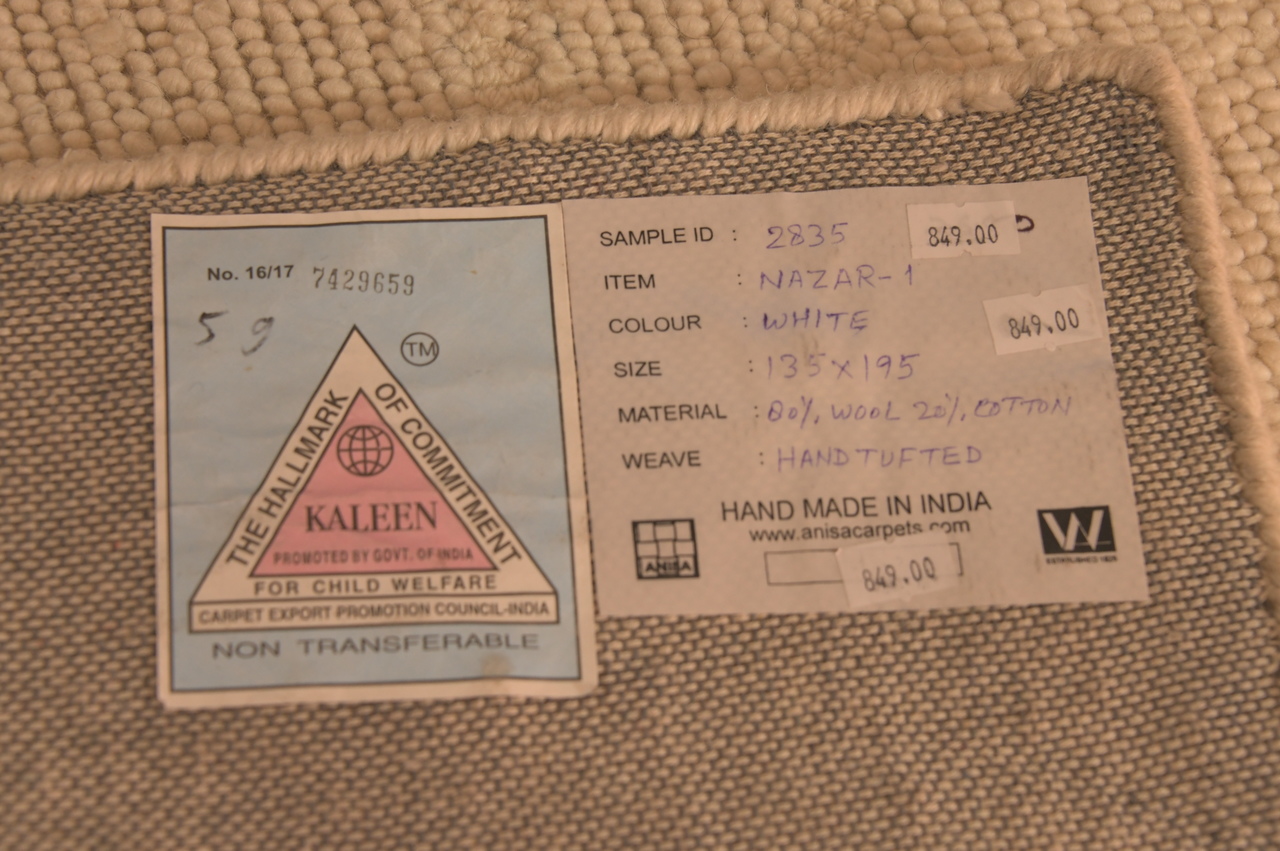 No. 16/17 7429659
5 9
TM
THE HALLMARK OF COMMITMENT
KALEEN
PROMOTED BY GOVT. OF INDIA
FOR CHILD WELFARE
CARPET EXPORT PROMOTION COUNCIL-INDIA
NON TRANSFERABLE
SAMPLE ID : 2835 849.00
ITEM : NAZAR-1
COLOUR : WHITE 849.00
SIZE : 135x195
MATERIAL : 80%, WOOL 20%, COTTON
WEAVE : HANDTUFTED
HAND MADE IN INDIA
www.anisacarpets.com
ANISA
849.00
W